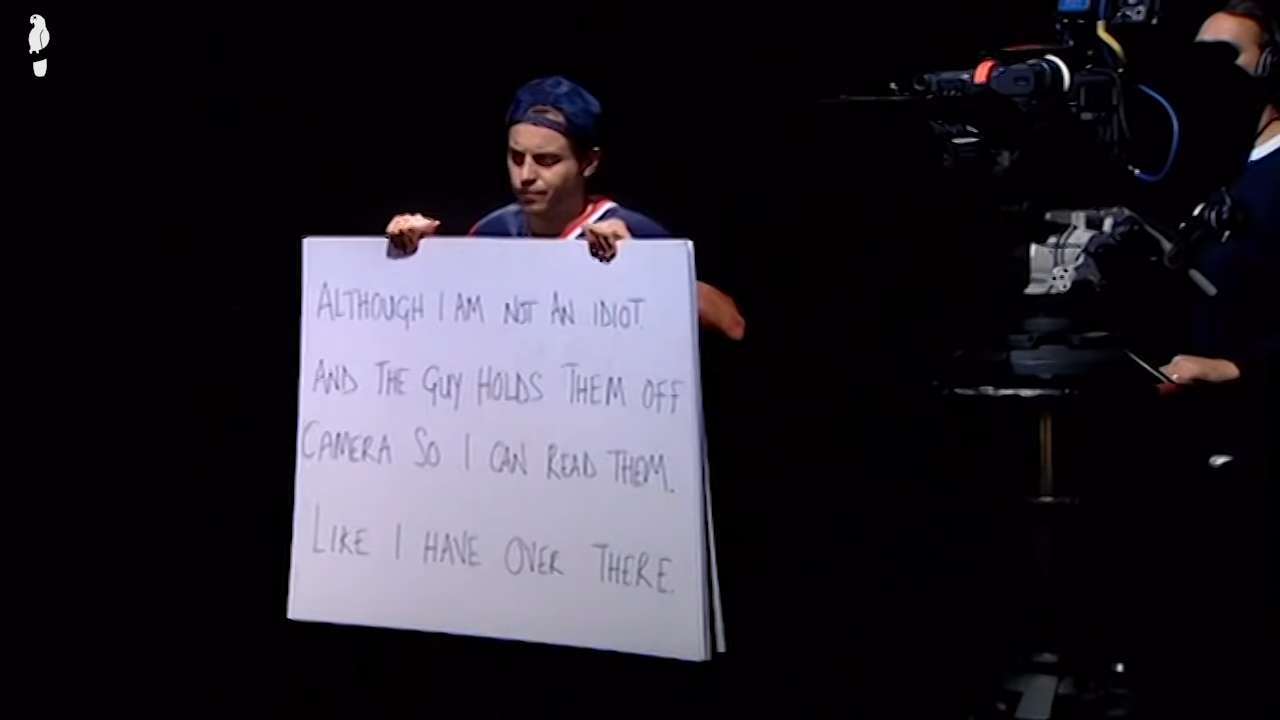 ALTHOUGH I AM NOT AN IDIOT.
AND THE GUY HOLDS THEM OFF
CAMERA SO I CAN READ THEM.
LIKE I HAVE OVER THERE.